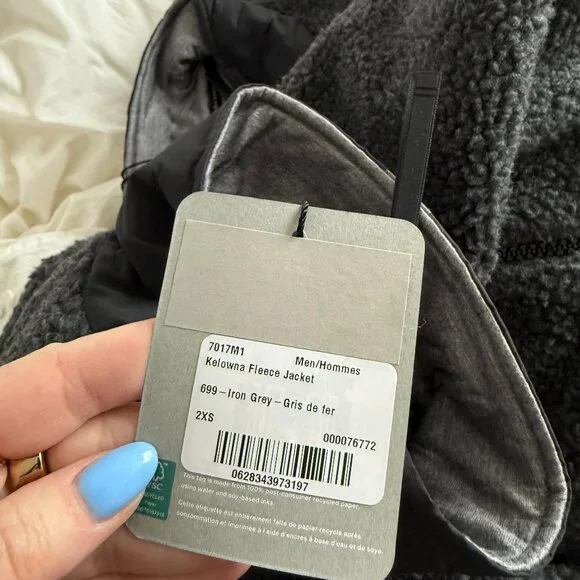 7017M1 Men/Hommes
Kelowna Fleece Jacket
699-Iron Grey-Gris de fer
2XS 000076772
0628343973197
This tag is made from 100% post-consumer recycled paper
using water and soy-based inks.
Cette étiquette est entièrement faite de papier recyclé après
consommation et imprimée à l'aide d'encres à base d'eau et de soya.